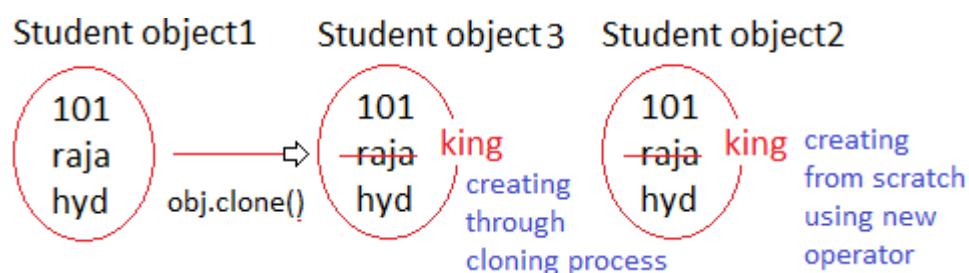 Student object1
101
raja
hyd
obj.clone()
Student object3
101
raja king
hyd
creating
through
cloning process
Student object2
101
raja king
hyd
creating
from scratch
using new
operator